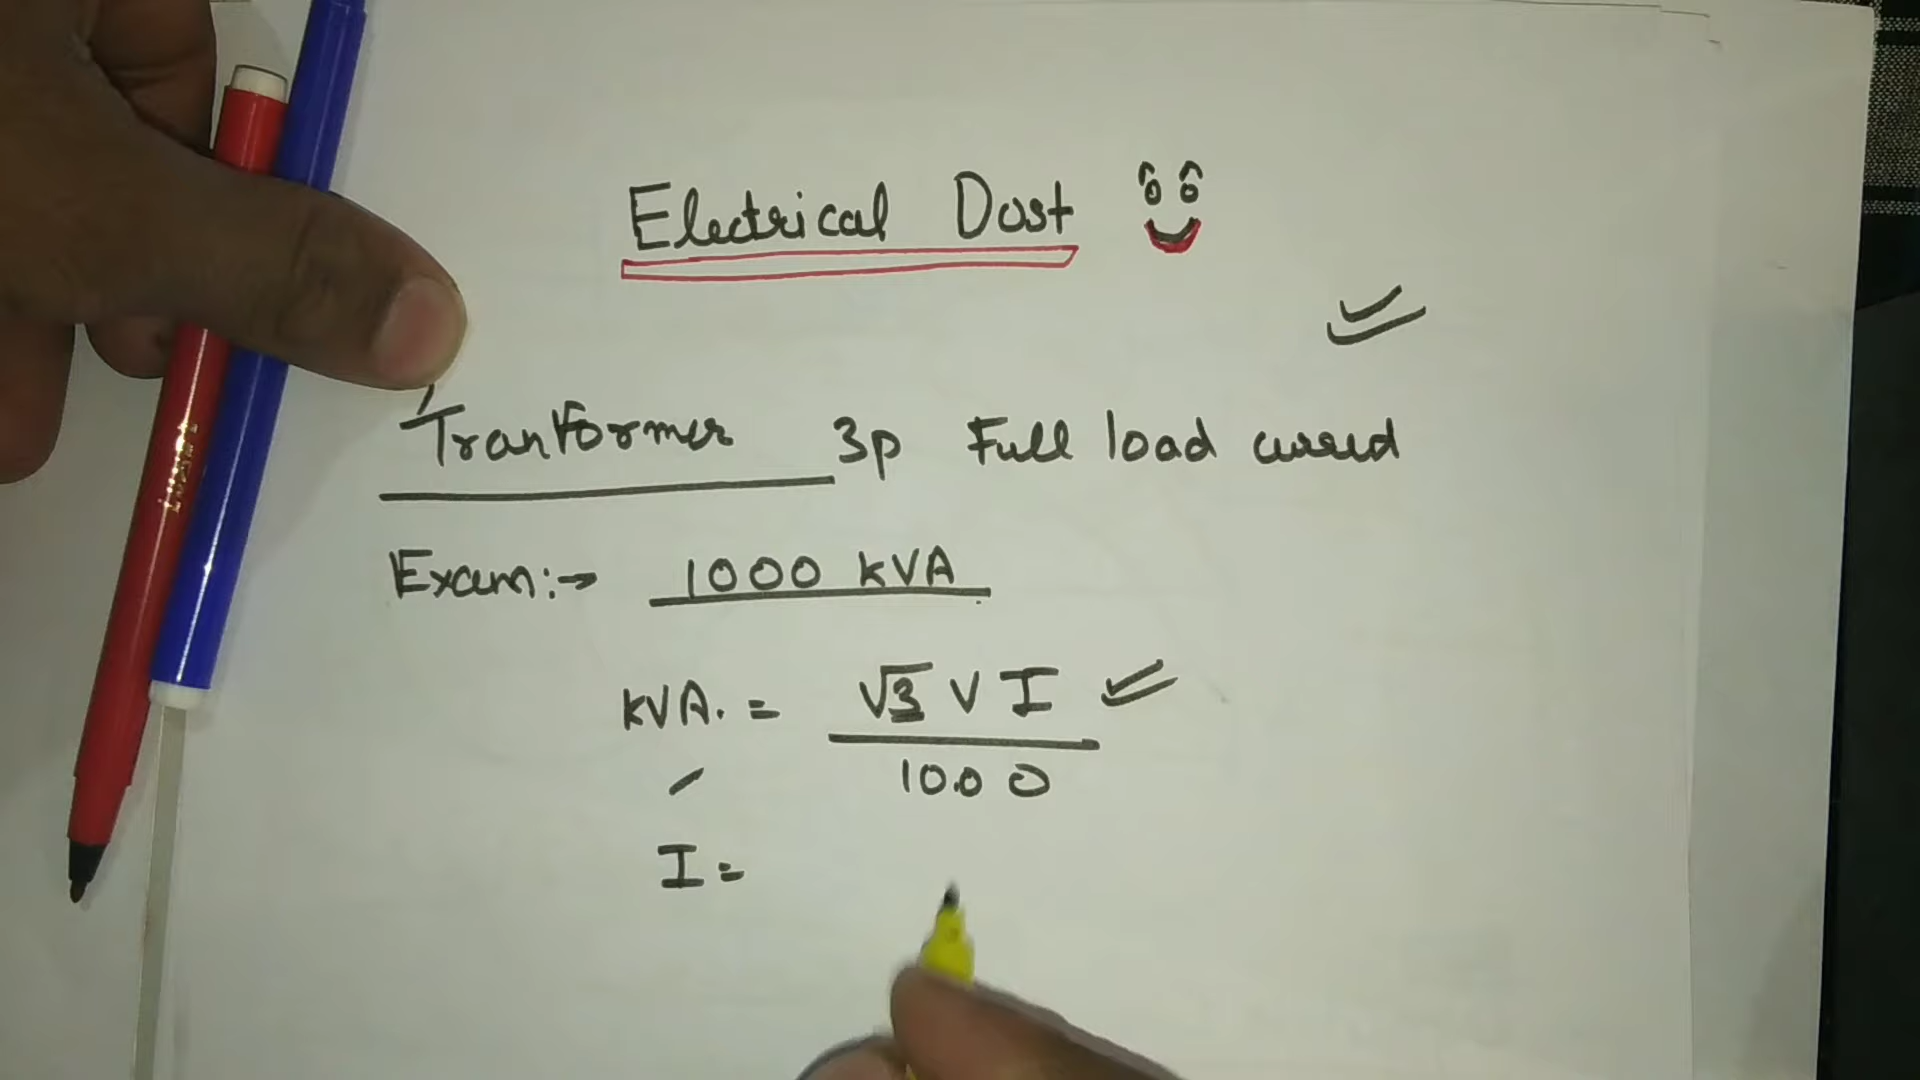 Electrical Dost
Tranformer 3p Full load current
Exam:→ 1000 KVA
KVA. = √3 V I
1000
I =